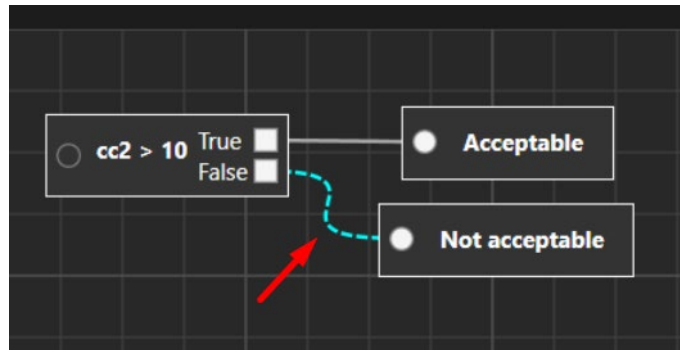 cc2 > 10
True
False
Acceptable
Not acceptable